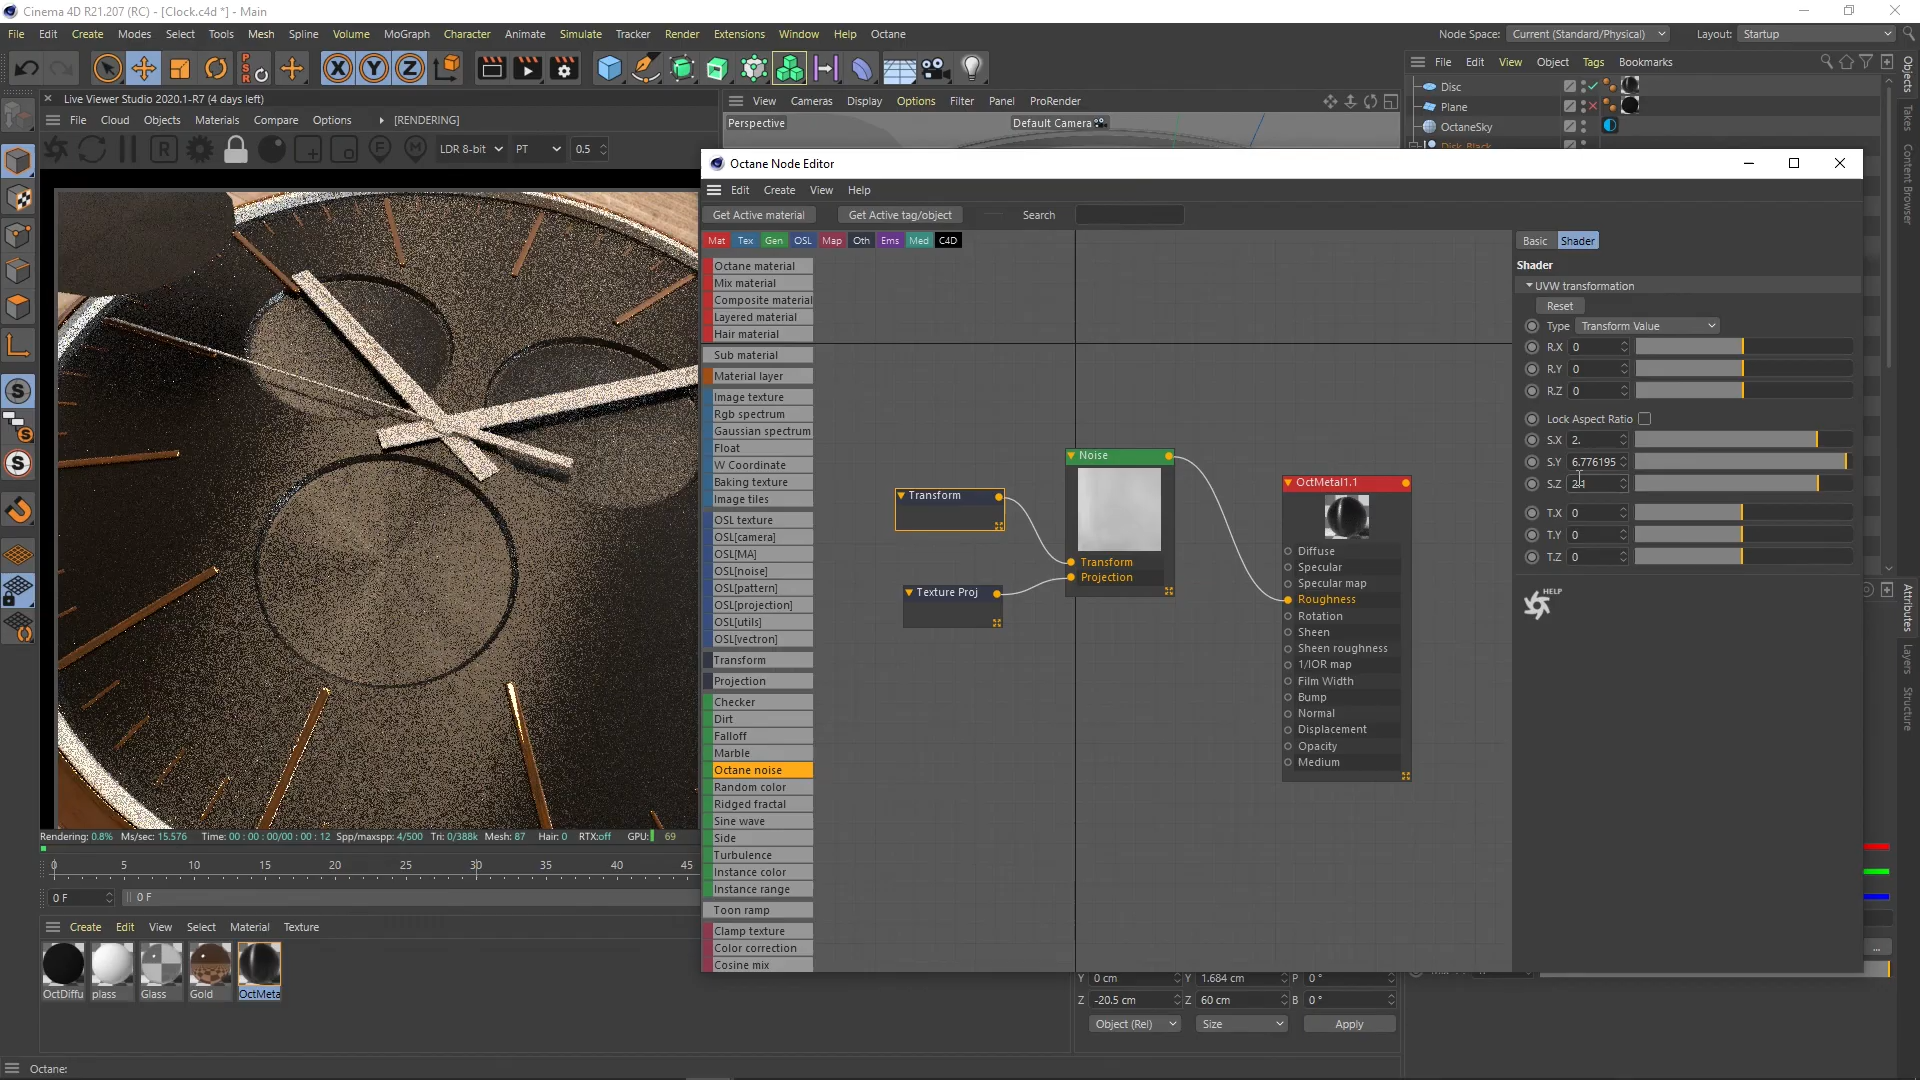 Cinema 4D R21.207 (RC) - [Clock.c4d *] - Main
File Edit Create Modes Select Tools Mesh Spline Volume MoGraph Character Animate Simulate Tracker Render Extensions Window Help Octane
Node Space: Current (Standard/Physical) Layout: Startup
Live Viewer Studio 2020.1-R7 (4 days left)
File Cloud Objects Materials Compare Options [RENDERING]
LDR 8-bit PT 0.5
View Cameras Display Options Filter Panel ProRender
Perspective Default Camera
File Edit View Object Tags Bookmarks
Disc
Plane
OctaneSky
Disk_Black
Objects
Takes
Content Browser
Attributes
Layers
Structure
Octane Node Editor
Edit Create View Help
Get Active material Get Active tag/object Search
Mat Tex Gen OSL Map Oth Ems Med C4D
Octane material
Mix material
Composite material
Layered material
Hair material
Sub material
Material layer
Image texture
Rgb spectrum
Gaussian spectrum
Float
W Coordinate
Baking texture
Image tiles
OSL texture
OSL[camera]
OSL[MA]
OSL[noise]
OSL[pattern]
OSL[projection]
OSL[utils]
OSL[vectron]
Transform
Projection
Checker
Dirt
Falloff
Marble
Octane noise
Random color
Ridged fractal
Sine wave
Side
Turbulence
Instance color
Instance range
Toon ramp
Clamp texture
Color correction
Cosine mix
Transform
Texture Proj
Noise
Transform
Projection
OctMetal1.1
Diffuse
Specular
Specular map
Roughness
Rotation
Sheen
Sheen roughness
1/IOR map
Film Width
Bump
Normal
Displacement
Opacity
Medium
Basic Shader
Shader
UVW transformation
Reset
Type Transform Value
R.X 0
R.Y 0
R.Z 0
Lock Aspect Ratio
S.X 2.
S.Y 6.776195
S.Z 2.1
T.X 0
T.Y 0
T.Z 0
HELP
Rendering: 0.8% Ms/sec: 15.576 Time: 00 : 00 : 00/00 : 00 : 12 Spp/maxspp: 4/500 Tri: 0/388k Mesh: 87 Hair: 0 RTX:off GPU: 69
0 5 10 15 20 25 30 35 40 45
0 F 0 F
Create Edit View Select Material Texture
OctDiffu plass Glass Gold OctMeta
Y 0 cm Y 1.684 cm P 0 °
Z -20.5 cm Z 60 cm B 0 °
Object (Rel) Size Apply
...
Octane: